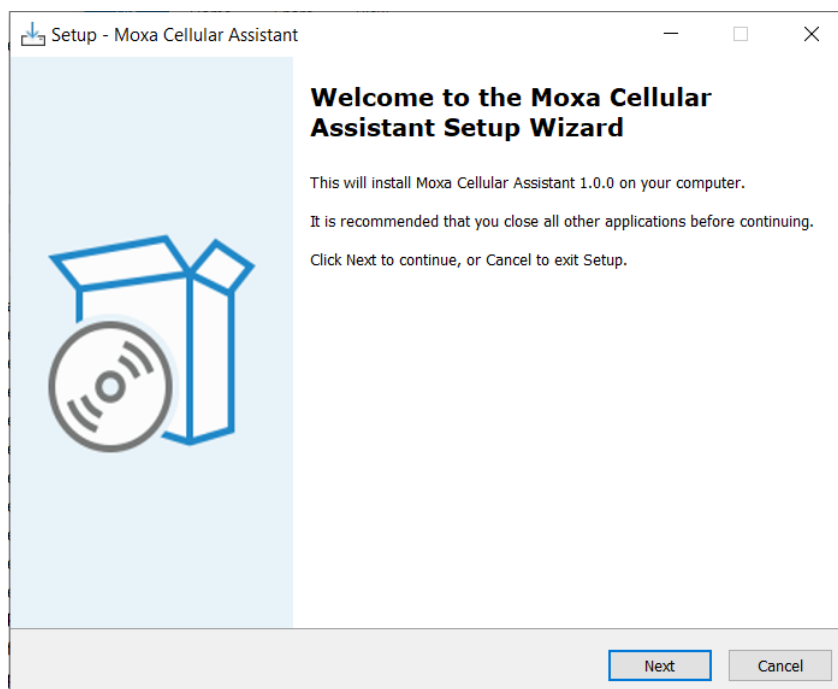 Setup - Moxa Cellular Assistant
Welcome to the Moxa Cellular
Assistant Setup Wizard
This will install Moxa Cellular Assistant 1.0.0 on your computer.
It is recommended that you close all other applications before continuing.
Click Next to continue, or Cancel to exit Setup.
Next
Cancel